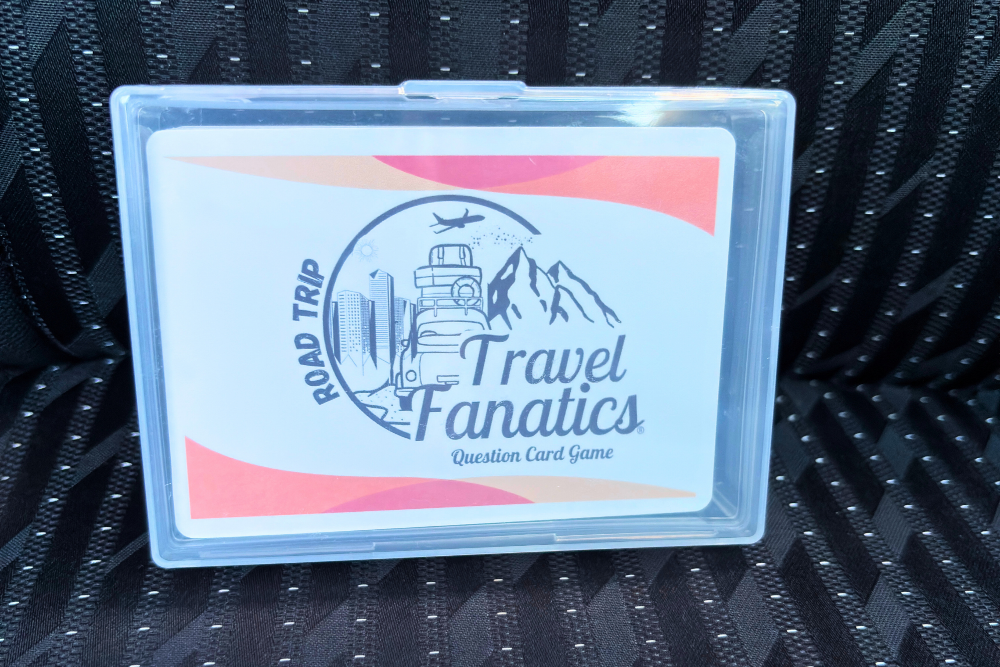 ROAD TRIP
Travel
Fanatics®
Question Card Game